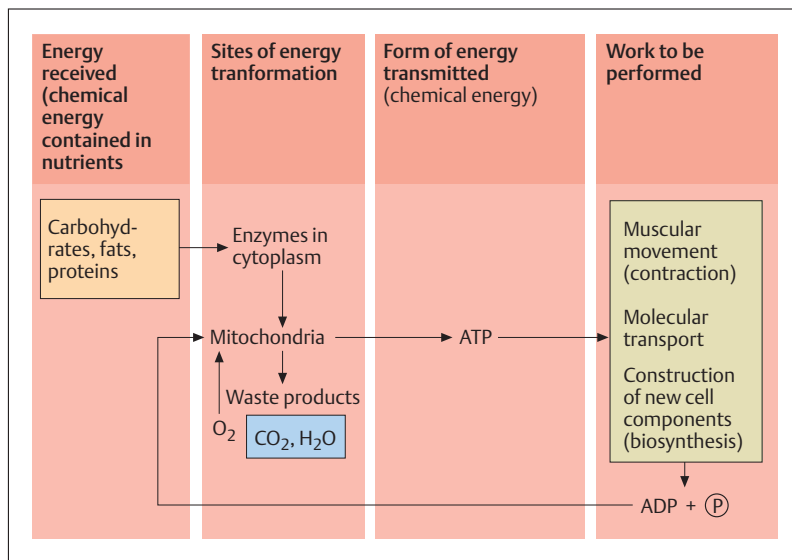 Energy
received
(chemical
energy
contained in
nutrients
Sites of energy
tranformation
Form of energy
transmitted
(chemical energy)
Work to be
performed
Carbohyd-
rates, fats,
proteins
Enzymes in
cytoplasm
Mitochondria
Waste products
O₂
CO₂, H₂O
ATP
Muscular
movement
(contraction)
Molecular
transport
Construction
of new cell
components
(biosynthesis)
ADP + Ⓟ